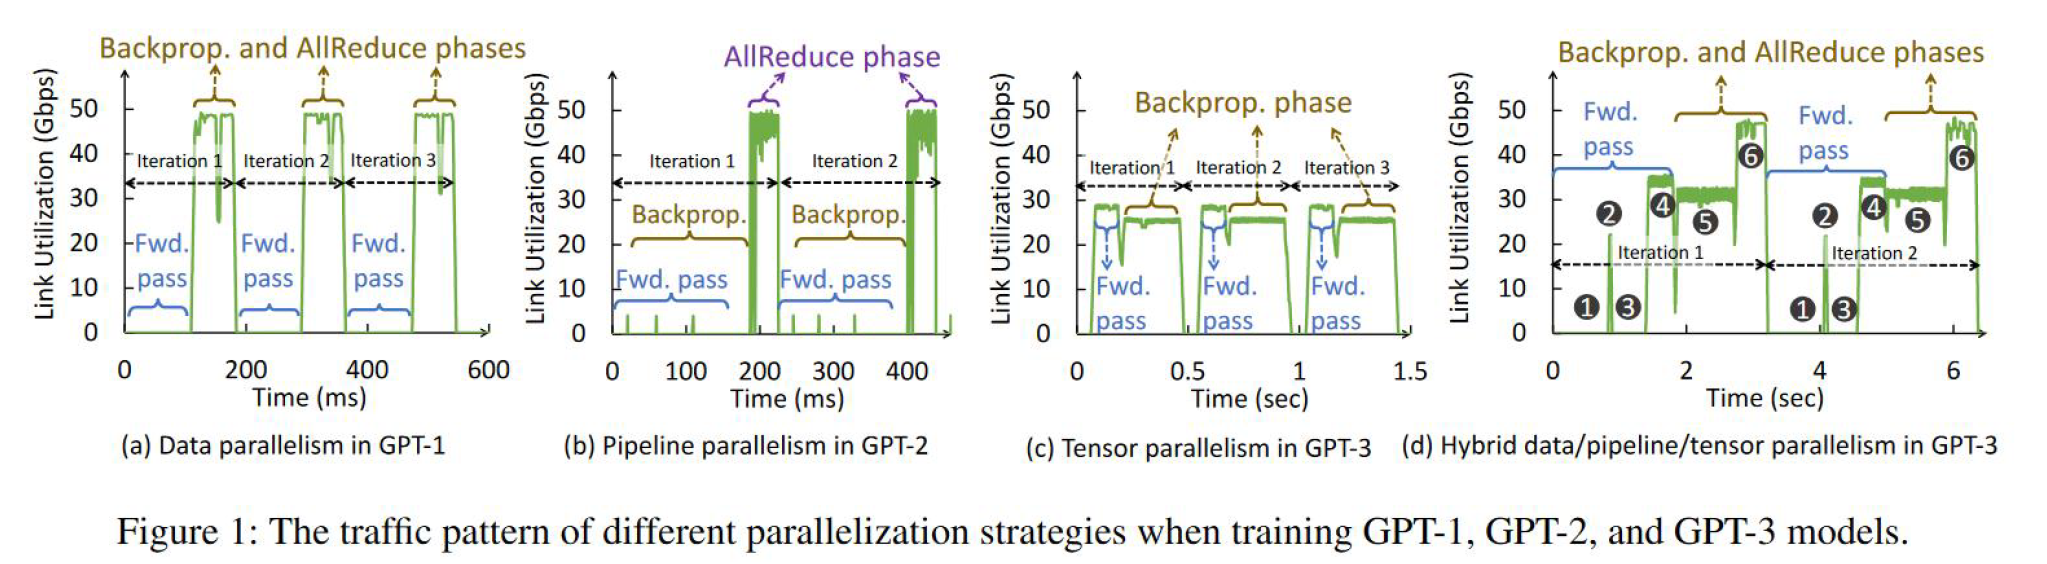 Backprop. and AllReduce phases
Link Utilization (Gbps)
50
40
30
20
10
0
Iteration 1
Iteration 2
Iteration 3
Fwd.
pass
Fwd.
pass
Fwd.
pass
0
200
400
600
Time (ms)
(a) Data parallelism in GPT-1
AllReduce phase
Link Utilization (Gbps)
50
40
30
20
10
0
Iteration 1
Iteration 2
Backprop.
Backprop.
Fwd. pass
Fwd. pass
0
100
200
300
400
Time (ms)
(b) Pipeline parallelism in GPT-2
Backprop. phase
Link Utilization (Gbps)
50
40
30
20
10
0
Iteration 1
Iteration 2
Iteration 3
Fwd.
pass
Fwd.
pass
Fwd.
pass
0
0.5
1
1.5
Time (sec)
(c) Tensor parallelism in GPT-3
Backprop. and AllReduce phases
Link Utilization (Gbps)
50
40
30
20
10
0
Fwd.
pass
Fwd.
pass
Iteration 1
Iteration 2
1
2
3
4
5
6
1
2
3
4
5
6
0
2
4
6
Time (sec)
(d) Hybrid data/pipeline/tensor parallelism in GPT-3
Figure 1: The traffic pattern of different parallelization strategies when training GPT-1, GPT-2, and GPT-3 models.